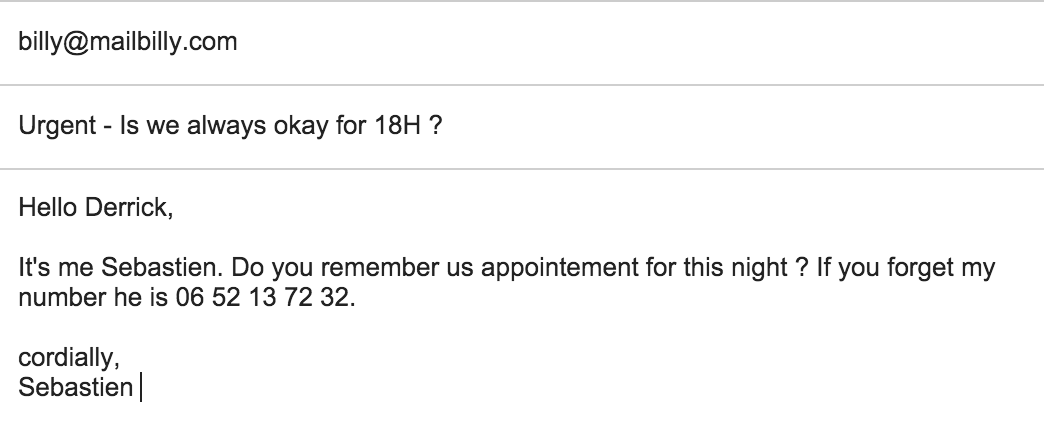 billy@mailbilly.com
Urgent - Is we always okay for 18H ?
Hello Derrick,
It's me Sebastien. Do you remember us appointement for this night ? If you forget my
number he is 06 52 13 72 32.
cordially,
Sebastien